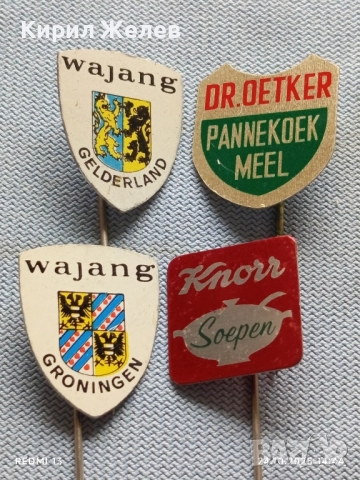 Кирил Желев
wajang
GELDERLAND
DR. OETKER
PANNEKOEK
MEEL
wajang
GRONINGEN
Knorr
Soepen
REDMI 13